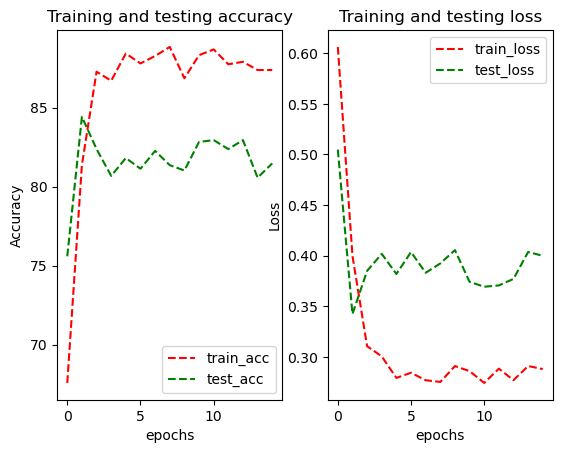 Training and testing accuracy
Accuracy
85
80
75
70
train_acc
test_acc
0
5
10
epochs
Training and testing loss
Loss
0.60
0.55
0.50
0.45
0.40
0.35
0.30
train_loss
test_loss
0
5
10
epochs